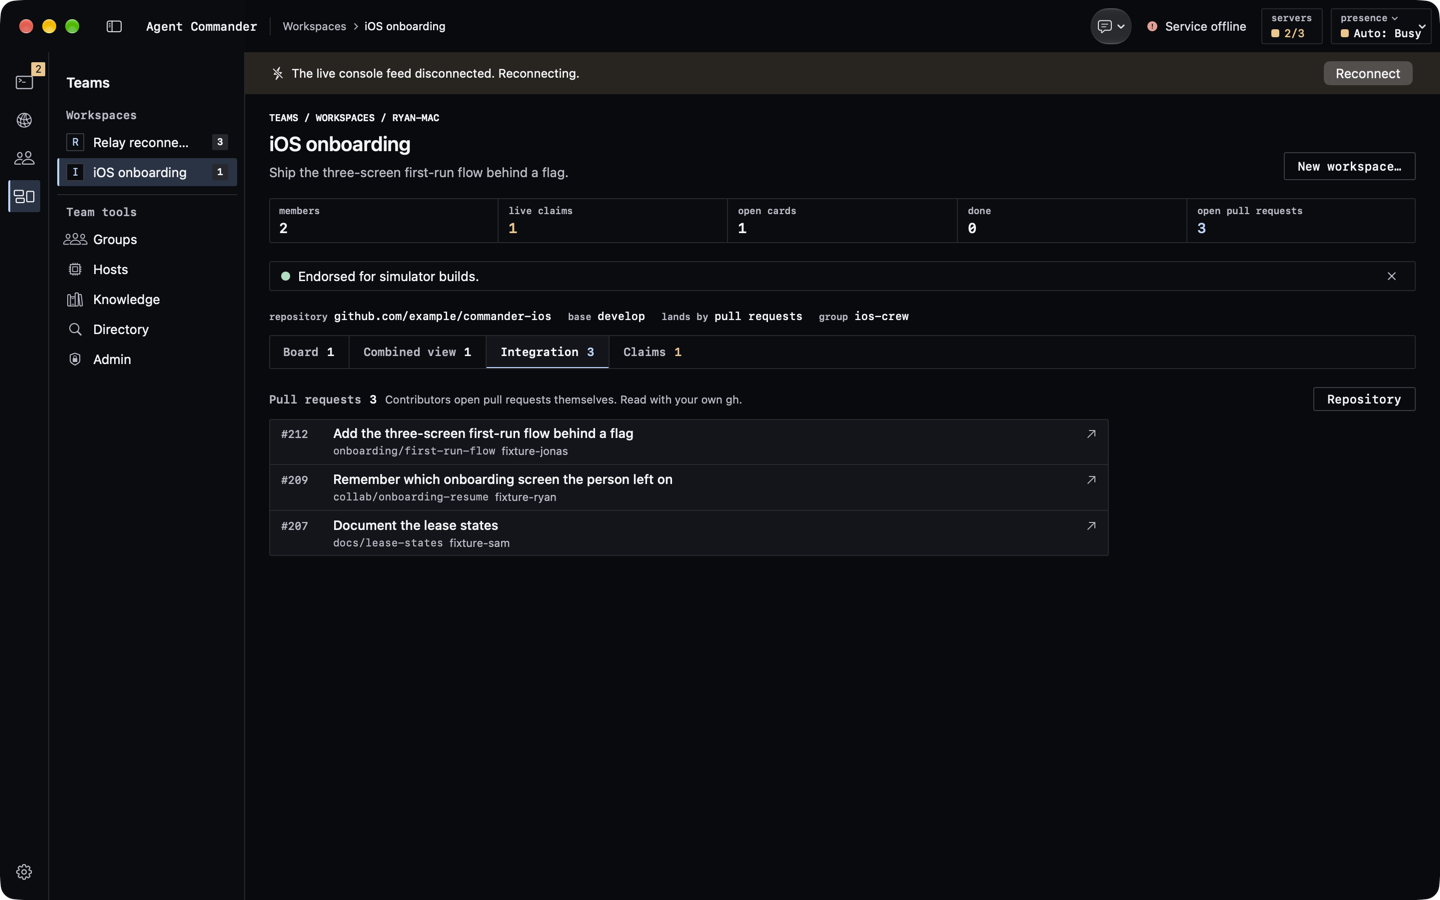 Agent Commander
Workspaces > iOS onboarding
Service offline
servers
2/3
presence
Auto: Busy
2
Teams
Workspaces
R Relay reconne... 3
I iOS onboarding 1
Team tools
Groups
Hosts
Knowledge
Directory
Admin
The live console feed disconnected. Reconnecting.
Reconnect
TEAMS / WORKSPACES / RYAN-MAC
iOS onboarding
Ship the three-screen first-run flow behind a flag.
New workspace…
members
2
live claims
1
open cards
1
done
0
open pull requests
3
Endorsed for simulator builds.
repository github.com/example/commander-ios base develop lands by pull requests group ios-crew
Board 1
Combined view 1
Integration 3
Claims 1
Pull requests 3 Contributors open pull requests themselves. Read with your own gh.
Repository
#212 Add the three-screen first-run flow behind a flag
onboarding/first-run-flow fixture-jonas
#209 Remember which onboarding screen the person left on
collab/onboarding-resume fixture-ryan
#207 Document the lease states
docs/lease-states fixture-sam